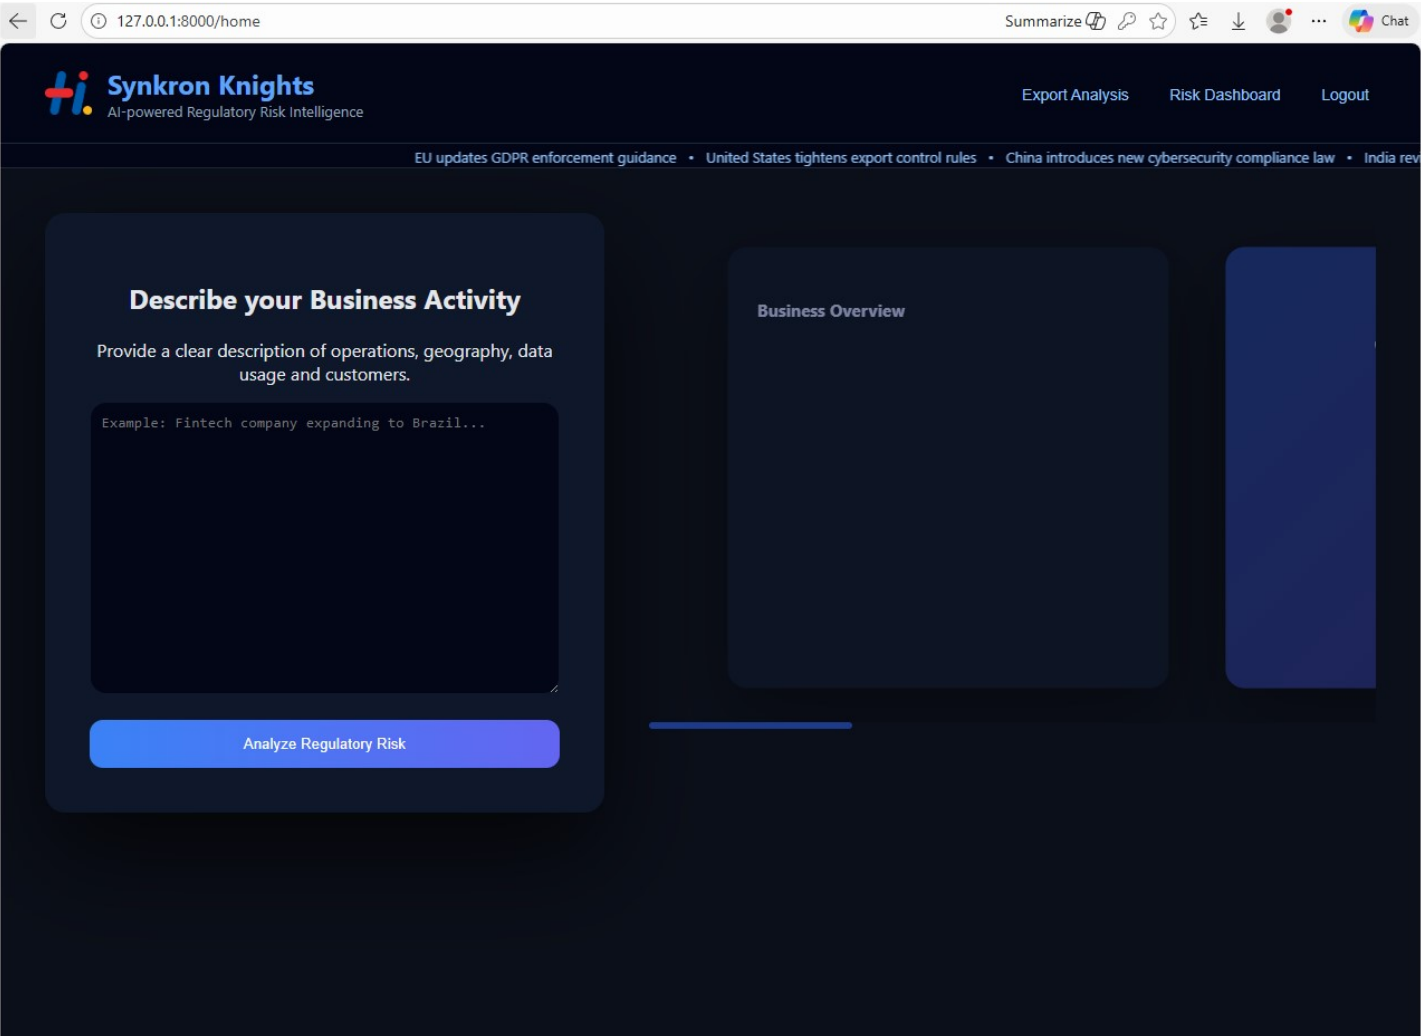 127.0.0.1:8000/home
Summarize
Chat
Synkron Knights
AI-powered Regulatory Risk Intelligence
Export Analysis
Risk Dashboard
Logout
EU updates GDPR enforcement guidance • United States tightens export control rules • China introduces new cybersecurity compliance law • India rev
Describe your Business Activity
Provide a clear description of operations, geography, data
usage and customers.
Example: Fintech company expanding to Brazil...
Analyze Regulatory Risk
Business Overview